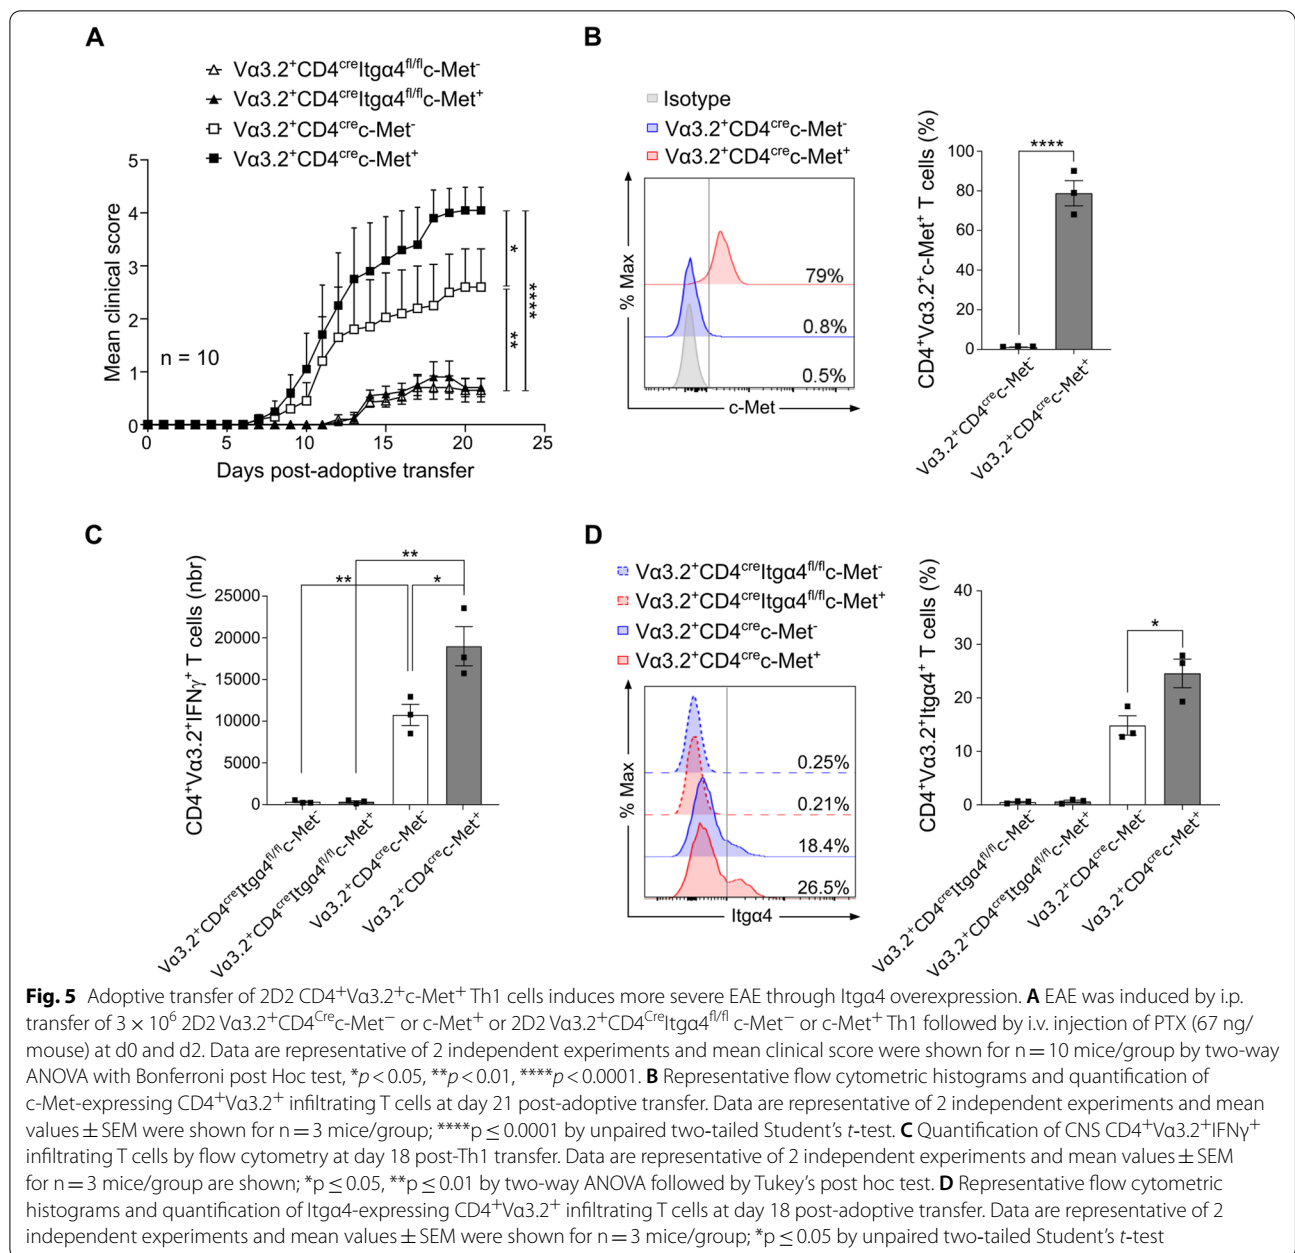 A
Vα3.2⁺CD4ᶜʳᵉItgα4ᶠˡ/ᶠˡc-Met⁻
Vα3.2⁺CD4ᶜʳᵉItgα4ᶠˡ/ᶠˡc-Met⁺
Vα3.2⁺CD4ᶜʳᵉc-Met⁻
Vα3.2⁺CD4ᶜʳᵉc-Met⁺
Mean clinical score
5
4
3
2
1
0
n = 10
*
**
****
0 5 10 15 20 25
Days post-adoptive transfer
B
Isotype
Vα3.2⁺CD4ᶜʳᵉc-Met⁻
Vα3.2⁺CD4ᶜʳᵉc-Met⁺
% Max
79%
0.8%
0.5%
c-Met
CD4⁺Vα3.2⁺c-Met⁺ T cells (%)
100
80
60
40
20
0
****
Vα3.2⁺CD4ᶜʳᵉc-Met⁻
Vα3.2⁺CD4ᶜʳᵉc-Met⁺
C
CD4⁺Vα3.2⁺IFNγ⁺ T cells (nbr)
25000
20000
15000
10000
5000
0
**
**
*
Vα3.2⁺CD4ᶜʳᵉItgα4ᶠˡ/ᶠˡc-Met⁻
Vα3.2⁺CD4ᶜʳᵉItgα4ᶠˡ/ᶠˡc-Met⁺
Vα3.2⁺CD4ᶜʳᵉc-Met⁻
Vα3.2⁺CD4ᶜʳᵉc-Met⁺
D
Vα3.2⁺CD4ᶜʳᵉItgα4ᶠˡ/ᶠˡc-Met⁻
Vα3.2⁺CD4ᶜʳᵉItgα4ᶠˡ/ᶠˡc-Met⁺
Vα3.2⁺CD4ᶜʳᵉc-Met⁻
Vα3.2⁺CD4ᶜʳᵉc-Met⁺
% Max
0.25%
0.21%
18.4%
26.5%
Itgα4
CD4⁺Vα3.2⁺Itgα4⁺ T cells (%)
40
30
20
10
0
*
Vα3.2⁺CD4ᶜʳᵉItgα4ᶠˡ/ᶠˡc-Met⁻
Vα3.2⁺CD4ᶜʳᵉItgα4ᶠˡ/ᶠˡc-Met⁺
Vα3.2⁺CD4ᶜʳᵉc-Met⁻
Vα3.2⁺CD4ᶜʳᵉc-Met⁺
Fig. 5 Adoptive transfer of 2D2 CD4⁺Vα3.2⁺c-Met⁺ Th1 cells induces more severe EAE through Itgα4 overexpression. A EAE was induced by i.p.
transfer of 3 × 10⁶ 2D2 Vα3.2⁺CD4ᶜʳᵉc-Met⁻ or c-Met⁺ or 2D2 Vα3.2⁺CD4ᶜʳᵉItgα4ᶠˡ/ᶠˡ c-Met⁻ or c-Met⁺ Th1 followed by i.v. injection of PTX (67 ng/
mouse) at d0 and d2. Data are representative of 2 independent experiments and mean clinical score were shown for n = 10 mice/group by two-way
ANOVA with Bonferroni post Hoc test, *p < 0.05, **p < 0.01, ****p < 0.0001. B Representative flow cytometric histograms and quantification of
c-Met-expressing CD4⁺Vα3.2⁺ infiltrating T cells at day 21 post-adoptive transfer. Data are representative of 2 independent experiments and mean
values ± SEM were shown for n = 3 mice/group; ****p ≤ 0.0001 by unpaired two-tailed Student's t-test. C Quantification of CNS CD4⁺Vα3.2⁺IFNγ⁺
infiltrating T cells by flow cytometry at day 18 post-Th1 transfer. Data are representative of 2 independent experiments and mean values ± SEM
for n = 3 mice/group are shown; *p ≤ 0.05, **p ≤ 0.01 by two-way ANOVA followed by Tukey's post hoc test. D Representative flow cytometric
histograms and quantification of Itgα4-expressing CD4⁺Vα3.2⁺ infiltrating T cells at day 18 post-adoptive transfer. Data are representative of 2
independent experiments and mean values ± SEM were shown for n = 3 mice/group; *p ≤ 0.05 by unpaired two-tailed Student's t-test